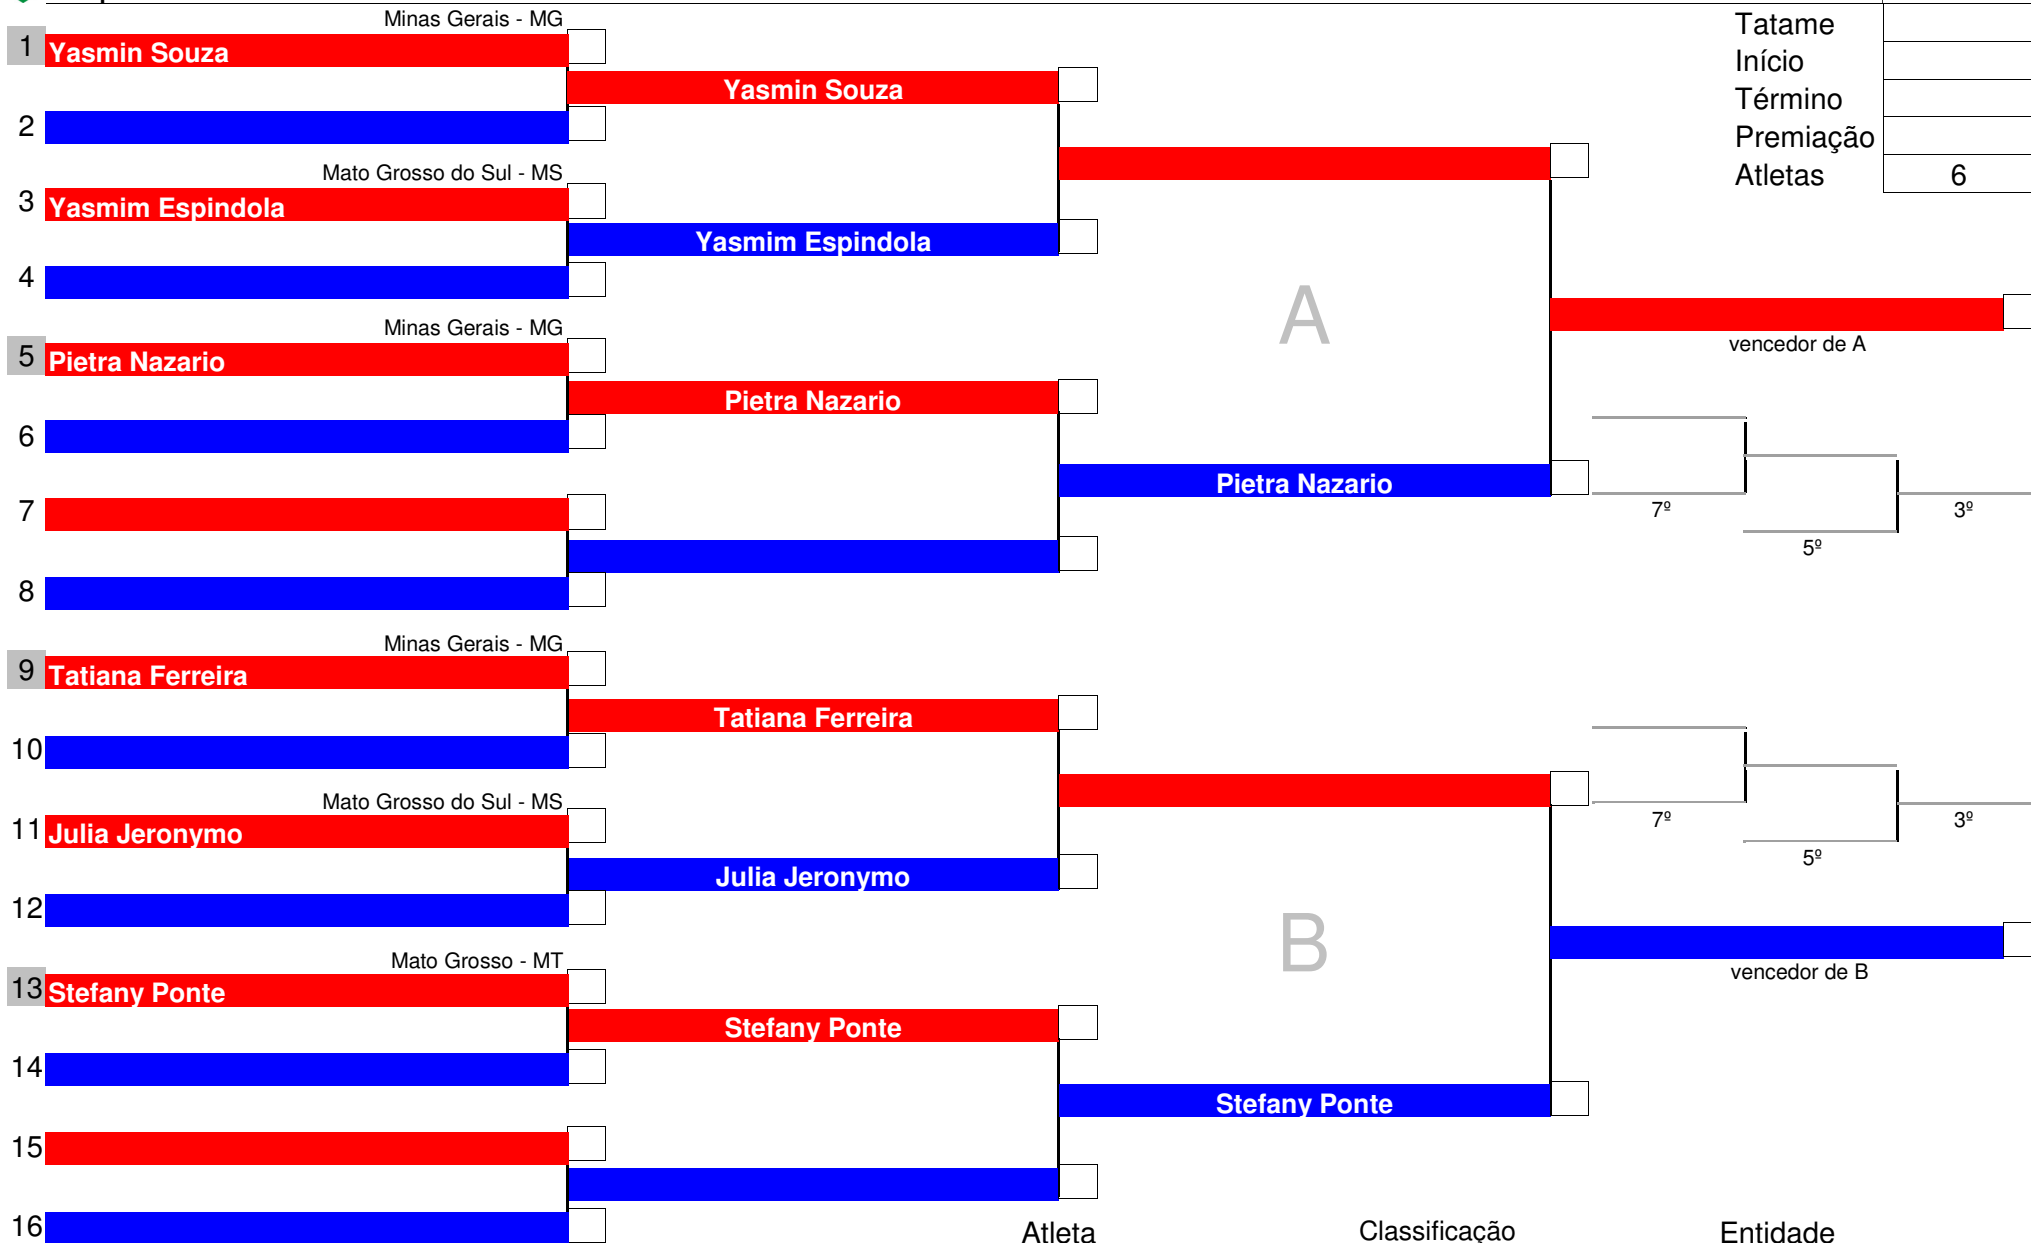 Minas Gerais - MG
Tatame
1 Yasmin Souza
Início
Yasmin Souza
Término
2
Premiação
Mato Grosso do Sul - MS
Atletas 6
3 Yasmim Espindola
Yasmim Espindola
4
A
Minas Gerais - MG
vencedor de A
5 Pietra Nazario
Pietra Nazario
6
Pietra Nazario
7
7º 3º
5º
8
Minas Gerais - MG
9 Tatiana Ferreira
Tatiana Ferreira
10
Mato Grosso do Sul - MS
7º 3º
11 Julia Jeronymo
5º
Julia Jeronymo
12
B
Mato Grosso - MT
vencedor de B
13 Stefany Ponte
Stefany Ponte
14
Stefany Ponte
15
16
Atleta Classificação Entidade